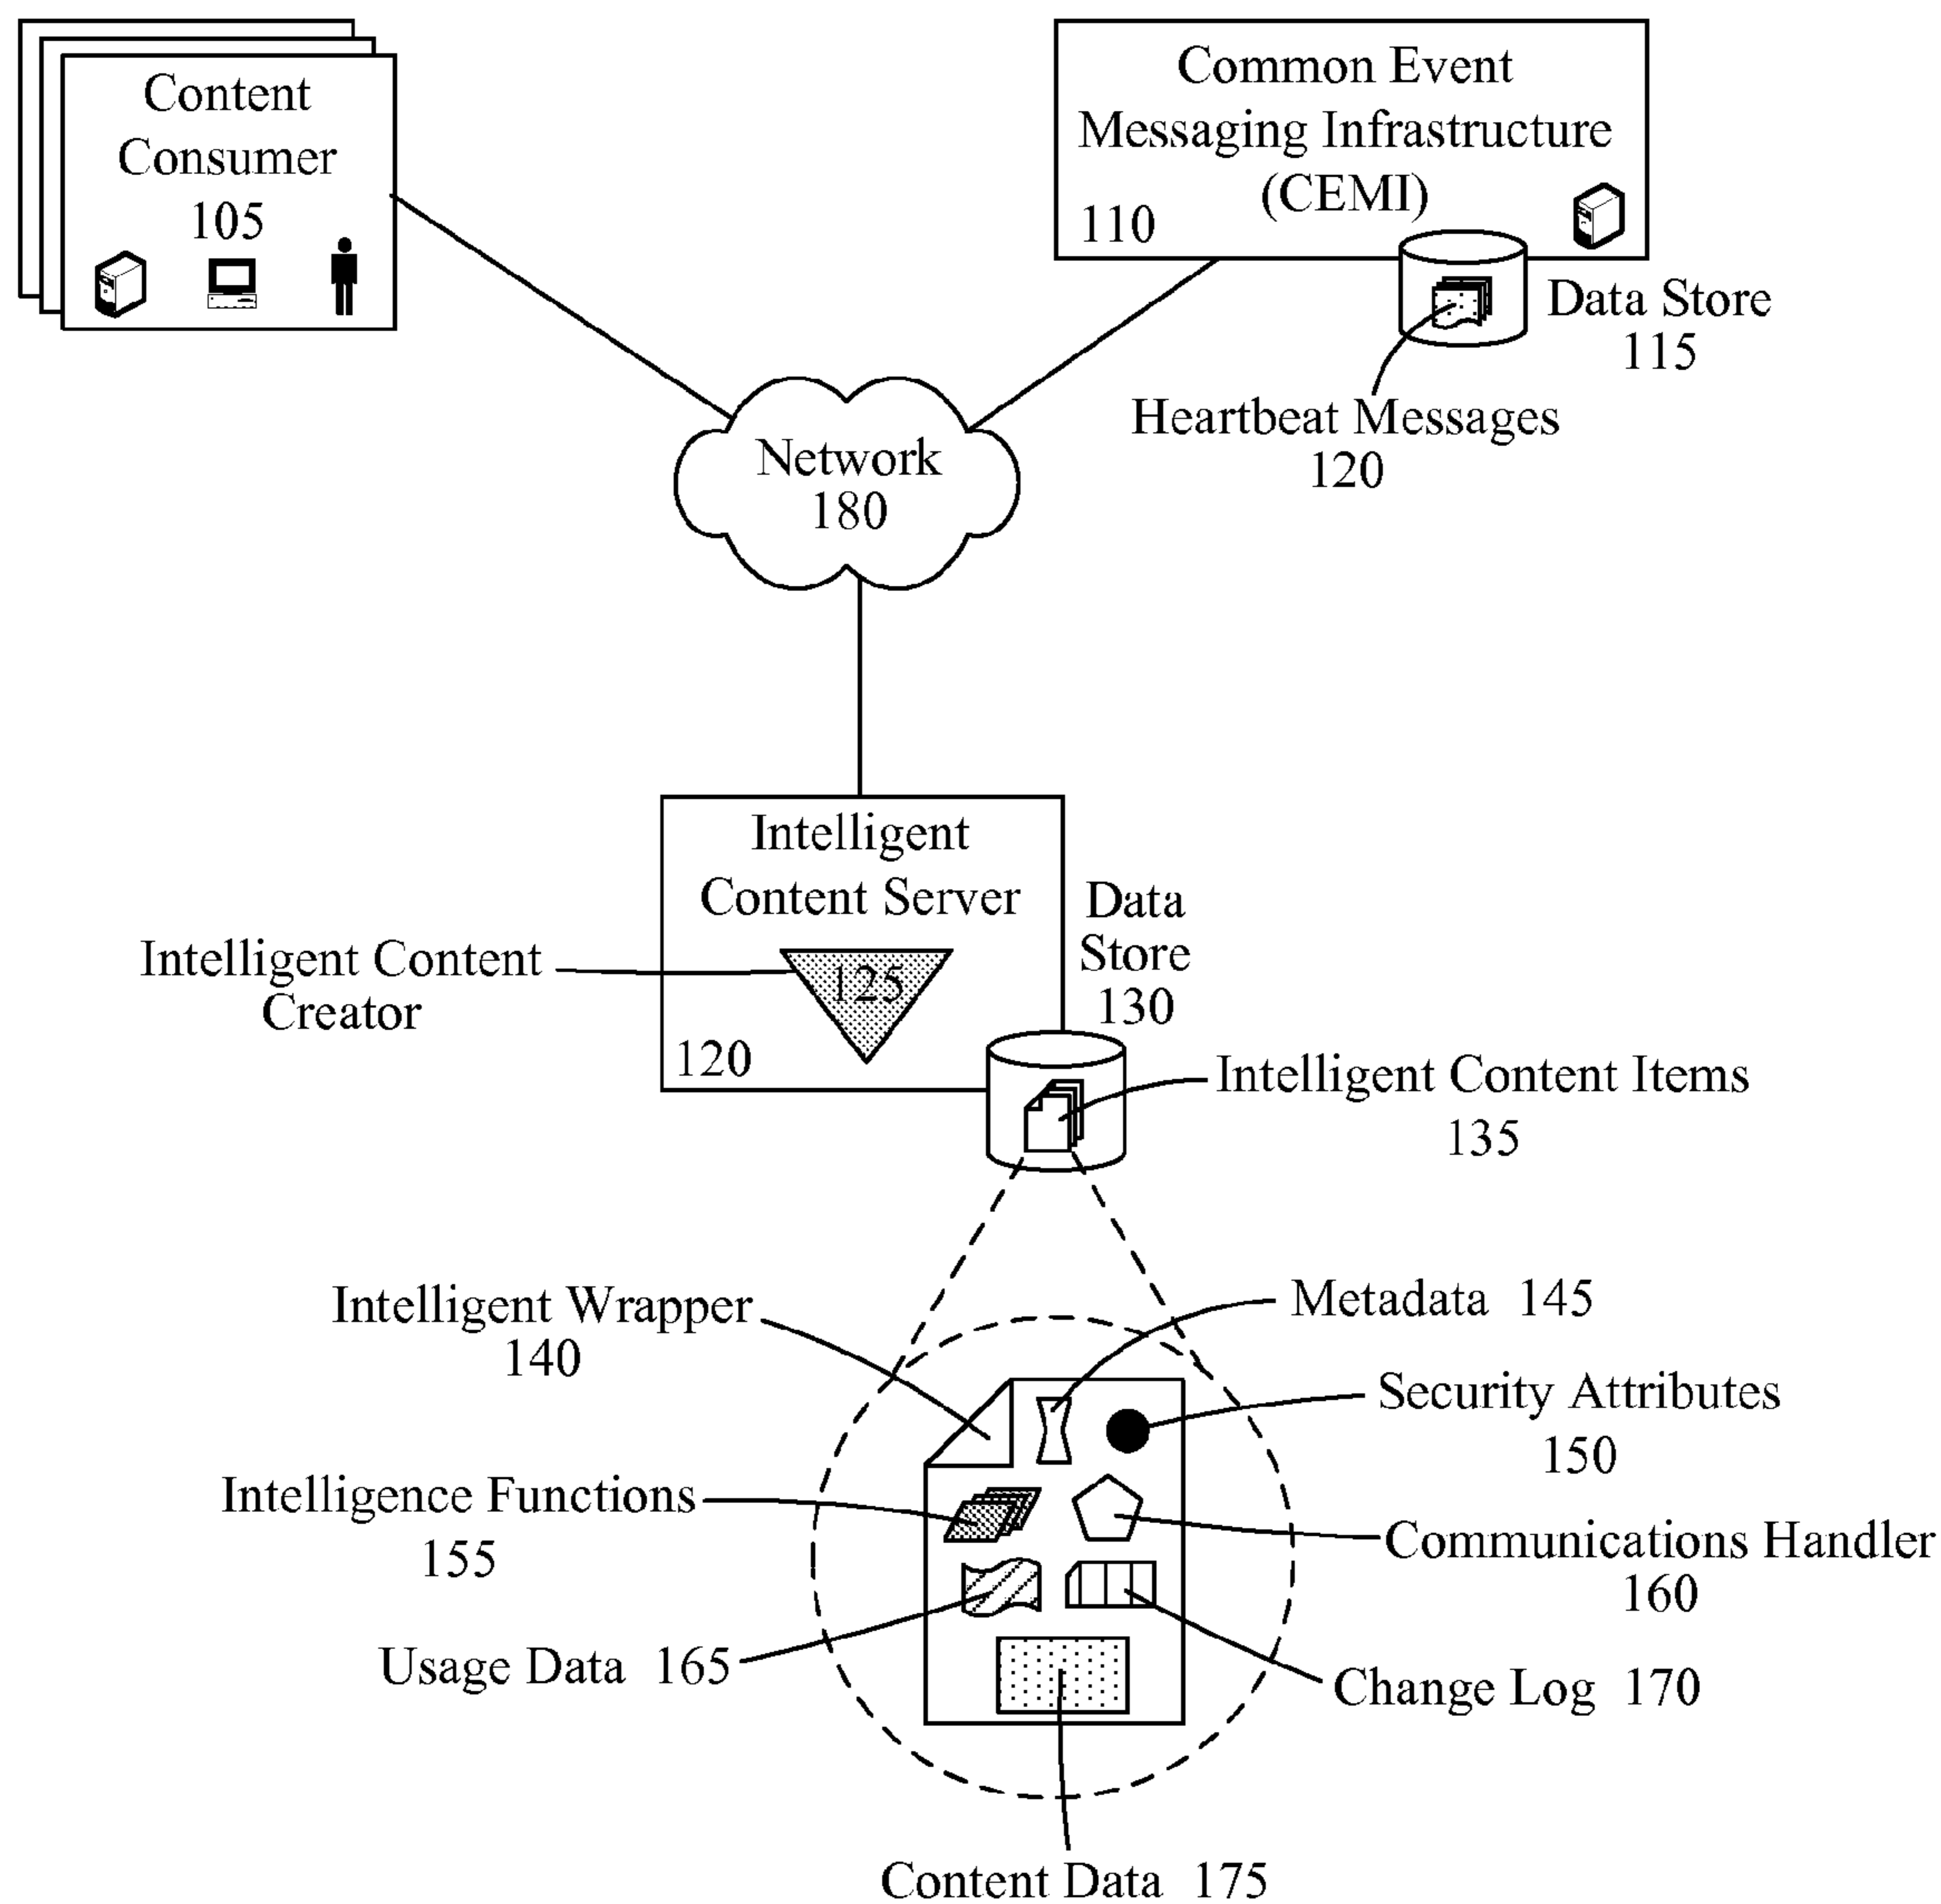 Content
Consumer
105
Common Event
Messaging Infrastructure
(CEMI)
110
Data Store
115
Heartbeat Messages
120
Network
180
Intelligent
Content Server
Intelligent Content
Creator
125
120
Data
Store
130
Intelligent Content Items
135
Intelligent Wrapper
140
Metadata 145
Security Attributes
150
Intelligence Functions
155
Communications Handler
160
Usage Data 165
Change Log 170
Content Data 175